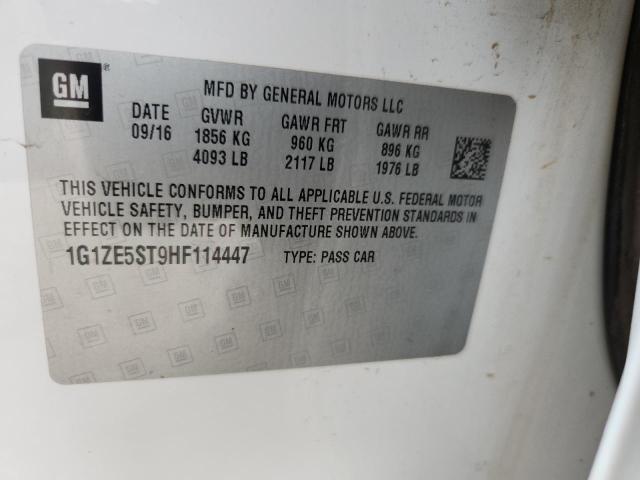 GM
MFD BY GENERAL MOTORS LLC
DATE GVWR GAWR FRT GAWR RR
09/16 1856 KG 960 KG 896 KG
4093 LB 2117 LB 1976 LB
THIS VEHICLE CONFORMS TO ALL APPLICABLE U.S. FEDERAL MOTOR
VEHICLE SAFETY, BUMPER, AND THEFT PREVENTION STANDARDS IN
EFFECT ON THE DATE OF MANUFACTURE SHOWN ABOVE.
1G1ZE5ST9HF114447 TYPE: PASS CAR